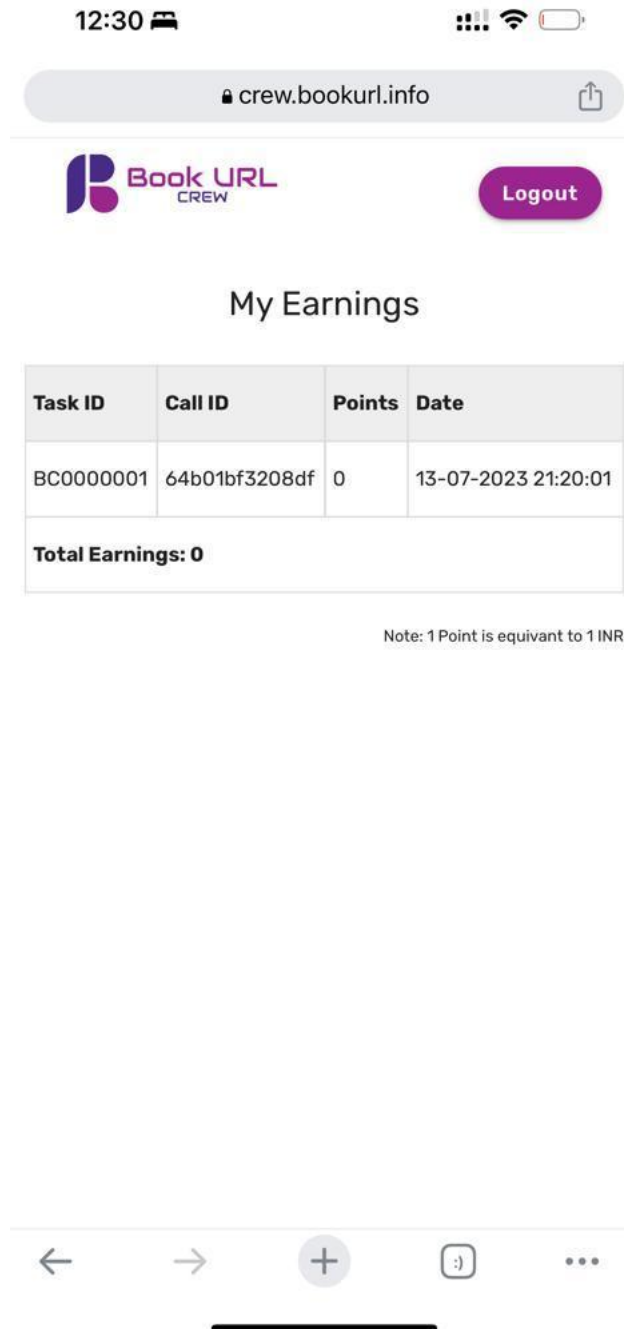 12:30
crew.bookurl.info
Book URL
CREW
Logout
My Earnings
Task ID Call ID Points Date
BC0000001 64b01bf3208df 0 13-07-2023 21:20:01
Total Earnings: 0
Note: 1 Point is equivant to 1 INR
:)